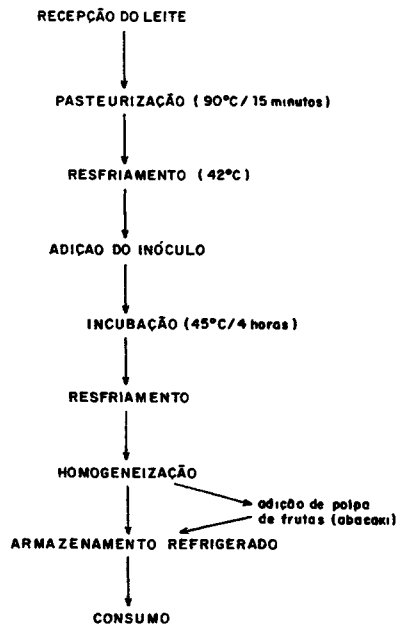 RECEPÇÃO DO LEITE
PASTEURIZAÇÃO (90°C/15 minutos)
RESFRIAMENTO (42°C)
ADIÇAO DO INÓCULO
INCUBAÇÃO (45°C/4 horas)
RESFRIAMENTO
HOMOGENEIZAÇÃO
adição de polpa
de frutas (abacaxi)
ARMAZENAMENTO REFRIGERADO
CONSUMO